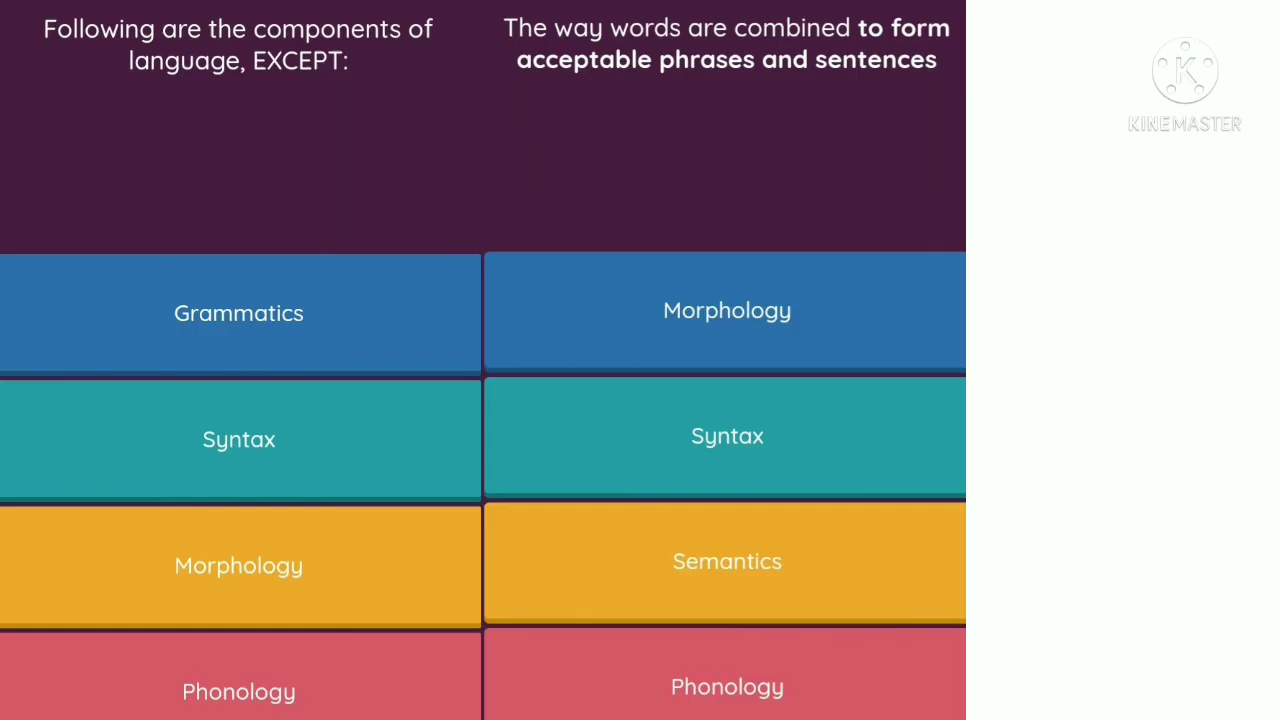 Following are the components of
language, EXCEPT:
Grammatics
Syntax
Morphology
Phonology
The way words are combined to form
acceptable phrases and sentences
Morphology
Syntax
Semantics
Phonology
K
KINEMASTER